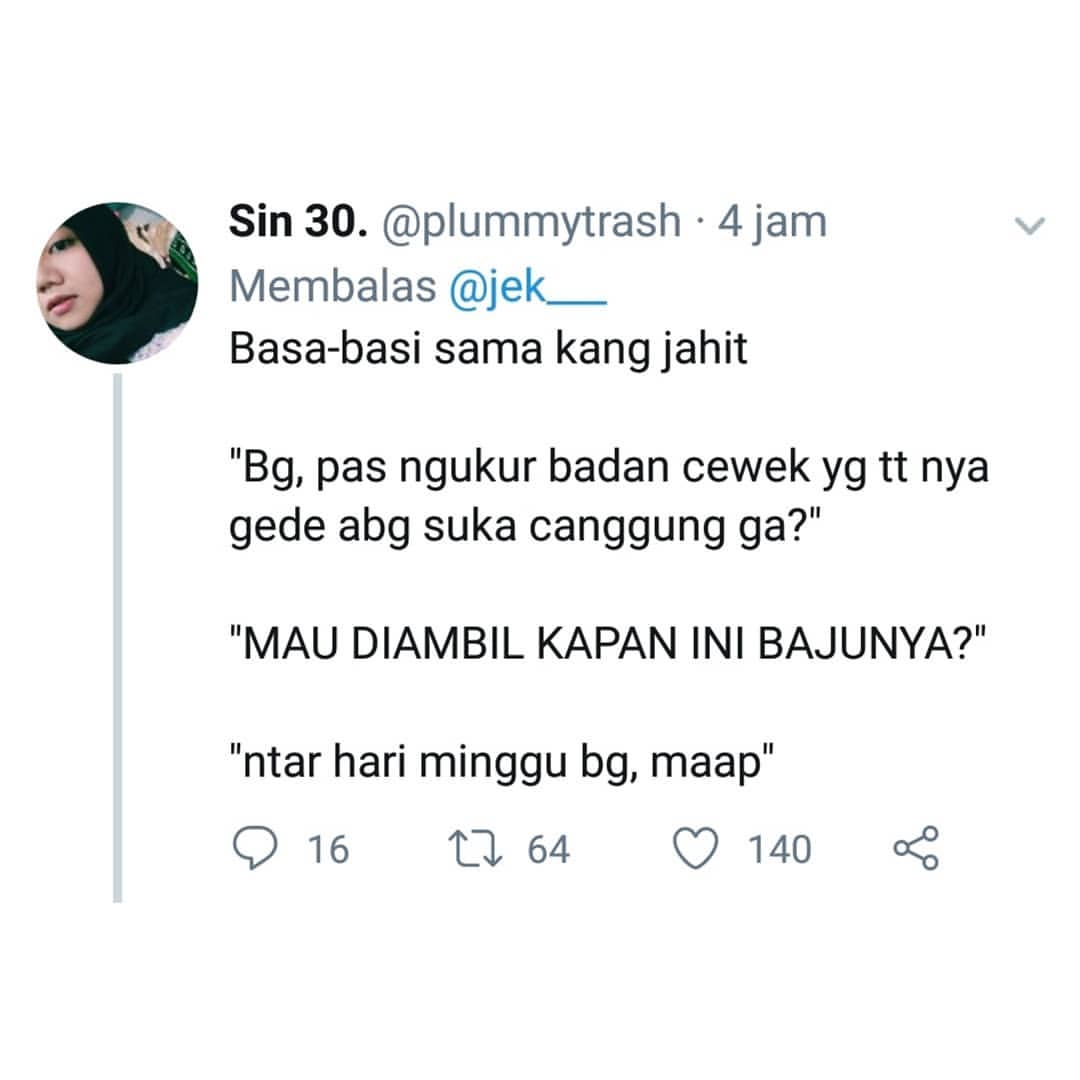 Sin 30. @plummytrash · 4 jam
Membalas @jek___
Basa-basi sama kang jahit
"Bg, pas ngukur badan cewek yg tt nya
gede abg suka canggung ga?"
"MAU DIAMBIL KAPAN INI BAJUNYA?"
"ntar hari minggu bg, maap"
16 64 140